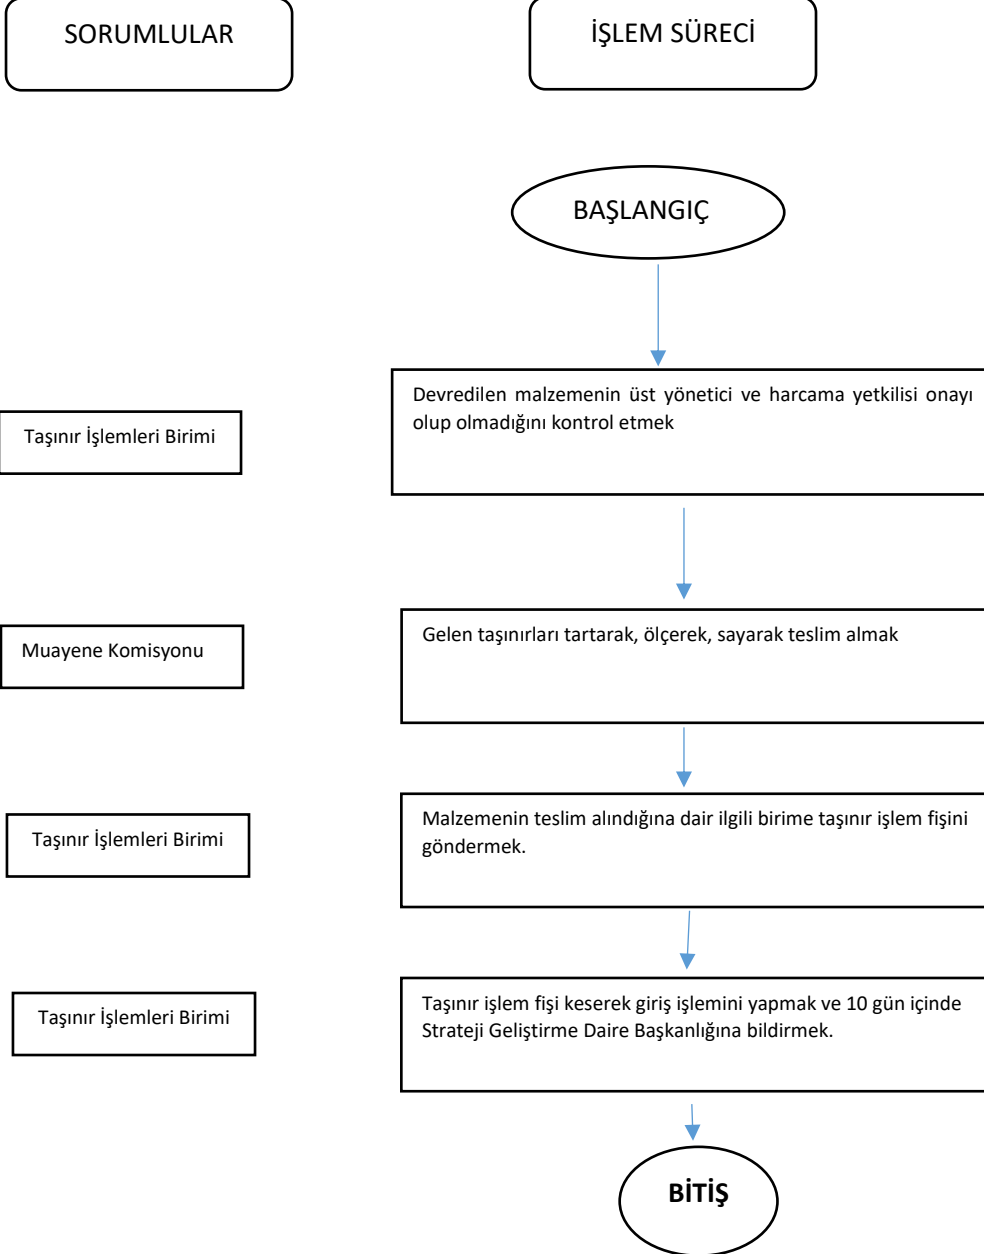 SORUMLULAR
İŞLEM SÜRECİ
BAŞLANGIÇ
Taşınır İşlemleri Birimi
Devredilen malzemenin üst yönetici ve harcama yetkilisi onayı
olup olmadığını kontrol etmek
Muayene Komisyonu
Gelen taşınırları tartarak, ölçerek, sayarak teslim almak
Taşınır İşlemleri Birimi
Malzemenin teslim alındığına dair ilgili birime taşınır işlem fişini
göndermek.
Taşınır İşlemleri Birimi
Taşınır işlem fişi keserek giriş işlemini yapmak ve 10 gün içinde
Strateji Geliştirme Daire Başkanlığına bildirmek.
BİTİŞ